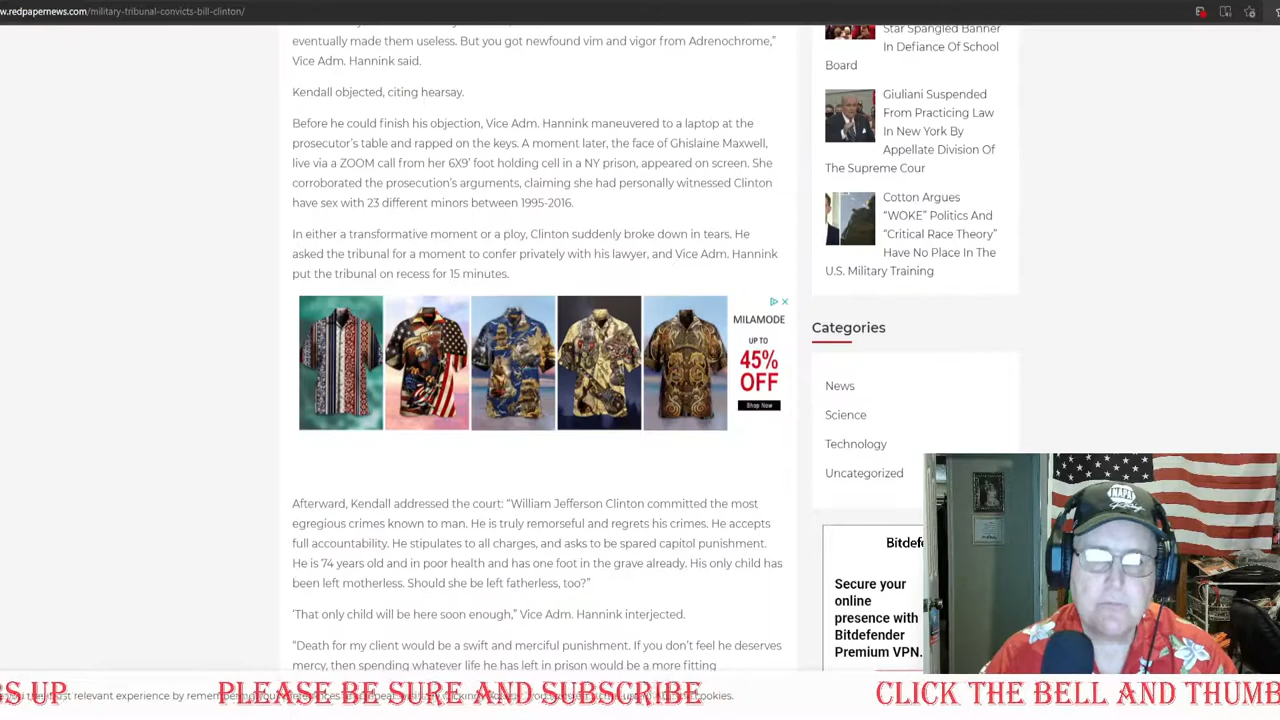 w.redpapernews.com/military-tribunal-convicts-bill-clinton/
eventually made them useless. But you got newfound vim and vigor from Adrenochrome,”
Vice Adm. Hannink said.
Kendall objected, citing hearsay.
Before he could finish his objection, Vice Adm. Hannink maneuvered to a laptop at the
prosecutor’s table and rapped on the keys. A moment later, the face of Ghislaine Maxwell,
live via a ZOOM call from her 6X9’ foot holding cell in a NY prison, appeared on screen. She
corroborated the prosecution’s arguments, claiming she had personally witnessed Clinton
have sex with 23 different minors between 1995-2016.
In either a transformative moment or a ploy, Clinton suddenly broke down in tears. He
asked the tribunal for a moment to confer privately with his lawyer, and Vice Adm. Hannink
put the tribunal on recess for 15 minutes.
MILAMODE
UP TO
45%
OFF
Shop Now
Afterward, Kendall addressed the court: “William Jefferson Clinton committed the most
egregious crimes known to man. He is truly remorseful and regrets his crimes. He accepts
full accountability. He stipulates to all charges, and asks to be spared capitol punishment.
He is 74 years old and in poor health and has one foot in the grave already. His only child has
been left motherless. Should she be left fatherless, too?”
‘That only child will be here soon enough,” Vice Adm. Hannink interjected.
“Death for my client would be a swift and merciful punishment. If you don’t feel he deserves
mercy, then spending whatever life he has left in prison would be a more fitting
Star Spangled Banner
In Defiance Of School
Board
Giuliani Suspended
From Practicing Law
In New York By
Appellate Division Of
The Supreme Cour
Cotton Argues
“WOKE” Politics And
“Critical Race Theory”
Have No Place In The
U.S. Military Training
Categories
News
Science
Technology
Uncategorized
Bitdefe
Secure your
online
presence with
Bitdefender
Premium VPN.
NAPA
BS UP PLEASE BE SURE AND SUBSCRIBE CLICK THE BELL AND THUMB
relevant experience by cookies.